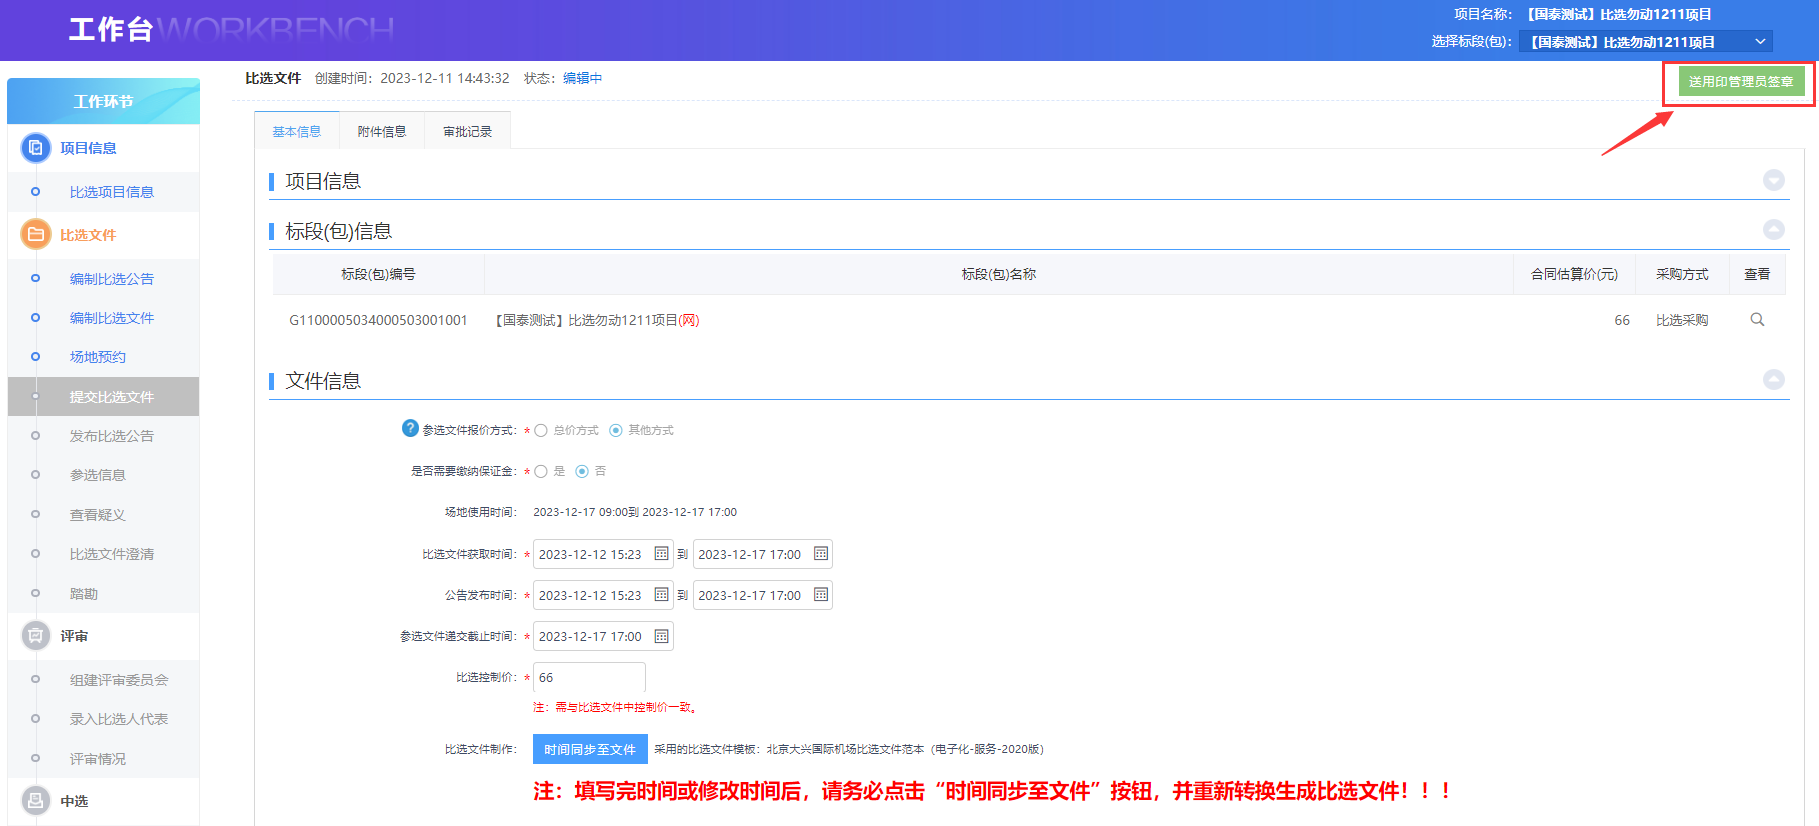 工作台WORKBENCH
项目名称： 【国泰测试】比选勿动1211项目
选择标段(包)： 【国泰测试】比选勿动1211项目
比选文件 创建时间：2023-12-11 14:43:32 状态：编辑中
送用印管理员签章
工作环节
项目信息
比选项目信息
比选文件
编制比选公告
编制比选文件
场地预约
提交比选文件
发布比选公告
参选信息
查看疑义
比选文件澄清
踏勘
评审
组建评审委员会
录入比选人代表
评审情况
中选
基本信息 附件信息 审批记录
项目信息
标段(包)信息
标段(包)编号 标段(包)名称 合同估算价(元) 采购方式 查看
G1100005034000503001001 【国泰测试】比选勿动1211项目(网) 66 比选采购
文件信息
? 参选文件报价方式：* 总价方式 其他方式
是否需要缴纳保证金：* 是 否
场地使用时间： 2023-12-17 09:00到 2023-12-17 17:00
比选文件获取时间：* 2023-12-12 15:23 到 2023-12-17 17:00
公告发布时间：* 2023-12-12 15:23 到 2023-12-17 17:00
参选文件递交截止时间：* 2023-12-17 17:00
比选控制价：* 66
注：需与比选文件中控制价一致。
比选文件制作： 时间同步至文件 采用的比选文件模板：北京大兴国际机场比选文件范本（电子化-服务-2020版）
注：填写完时间或修改时间后，请务必点击“时间同步至文件”按钮，并重新转换生成比选文件！！！